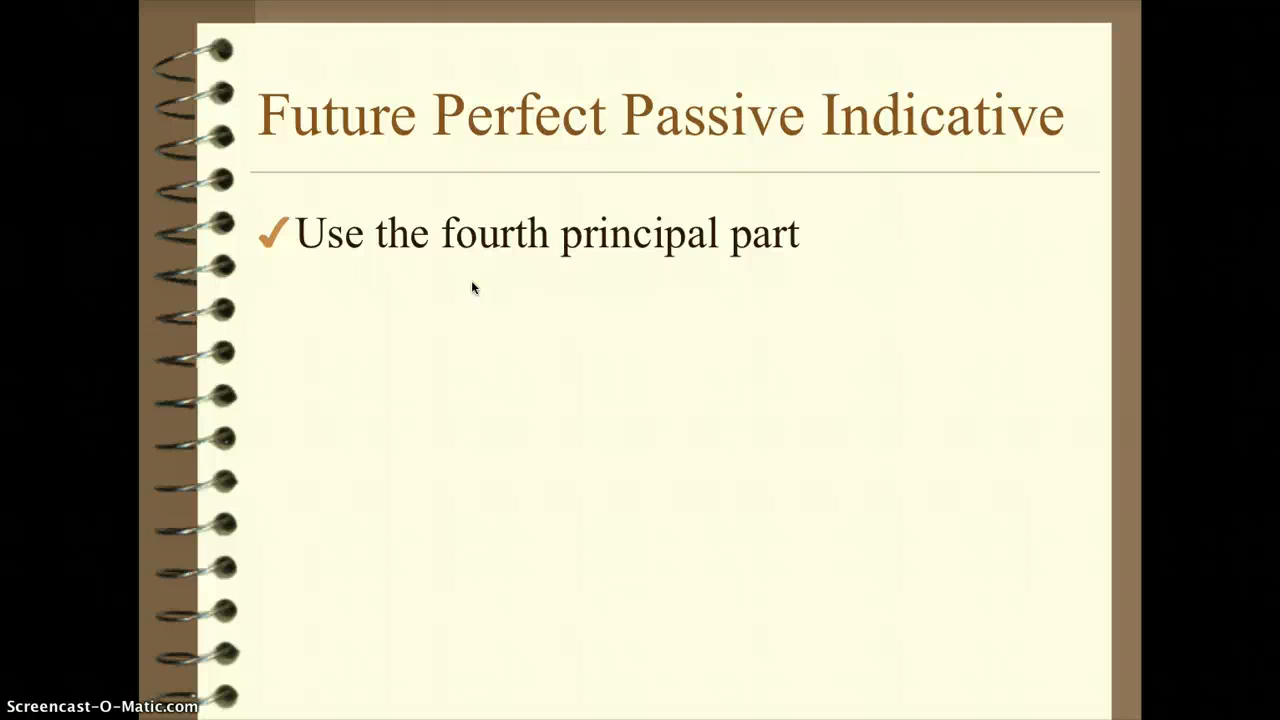 Future Perfect Passive Indicative
✓Use the fourth principal part
Screencast-O-Matic.com